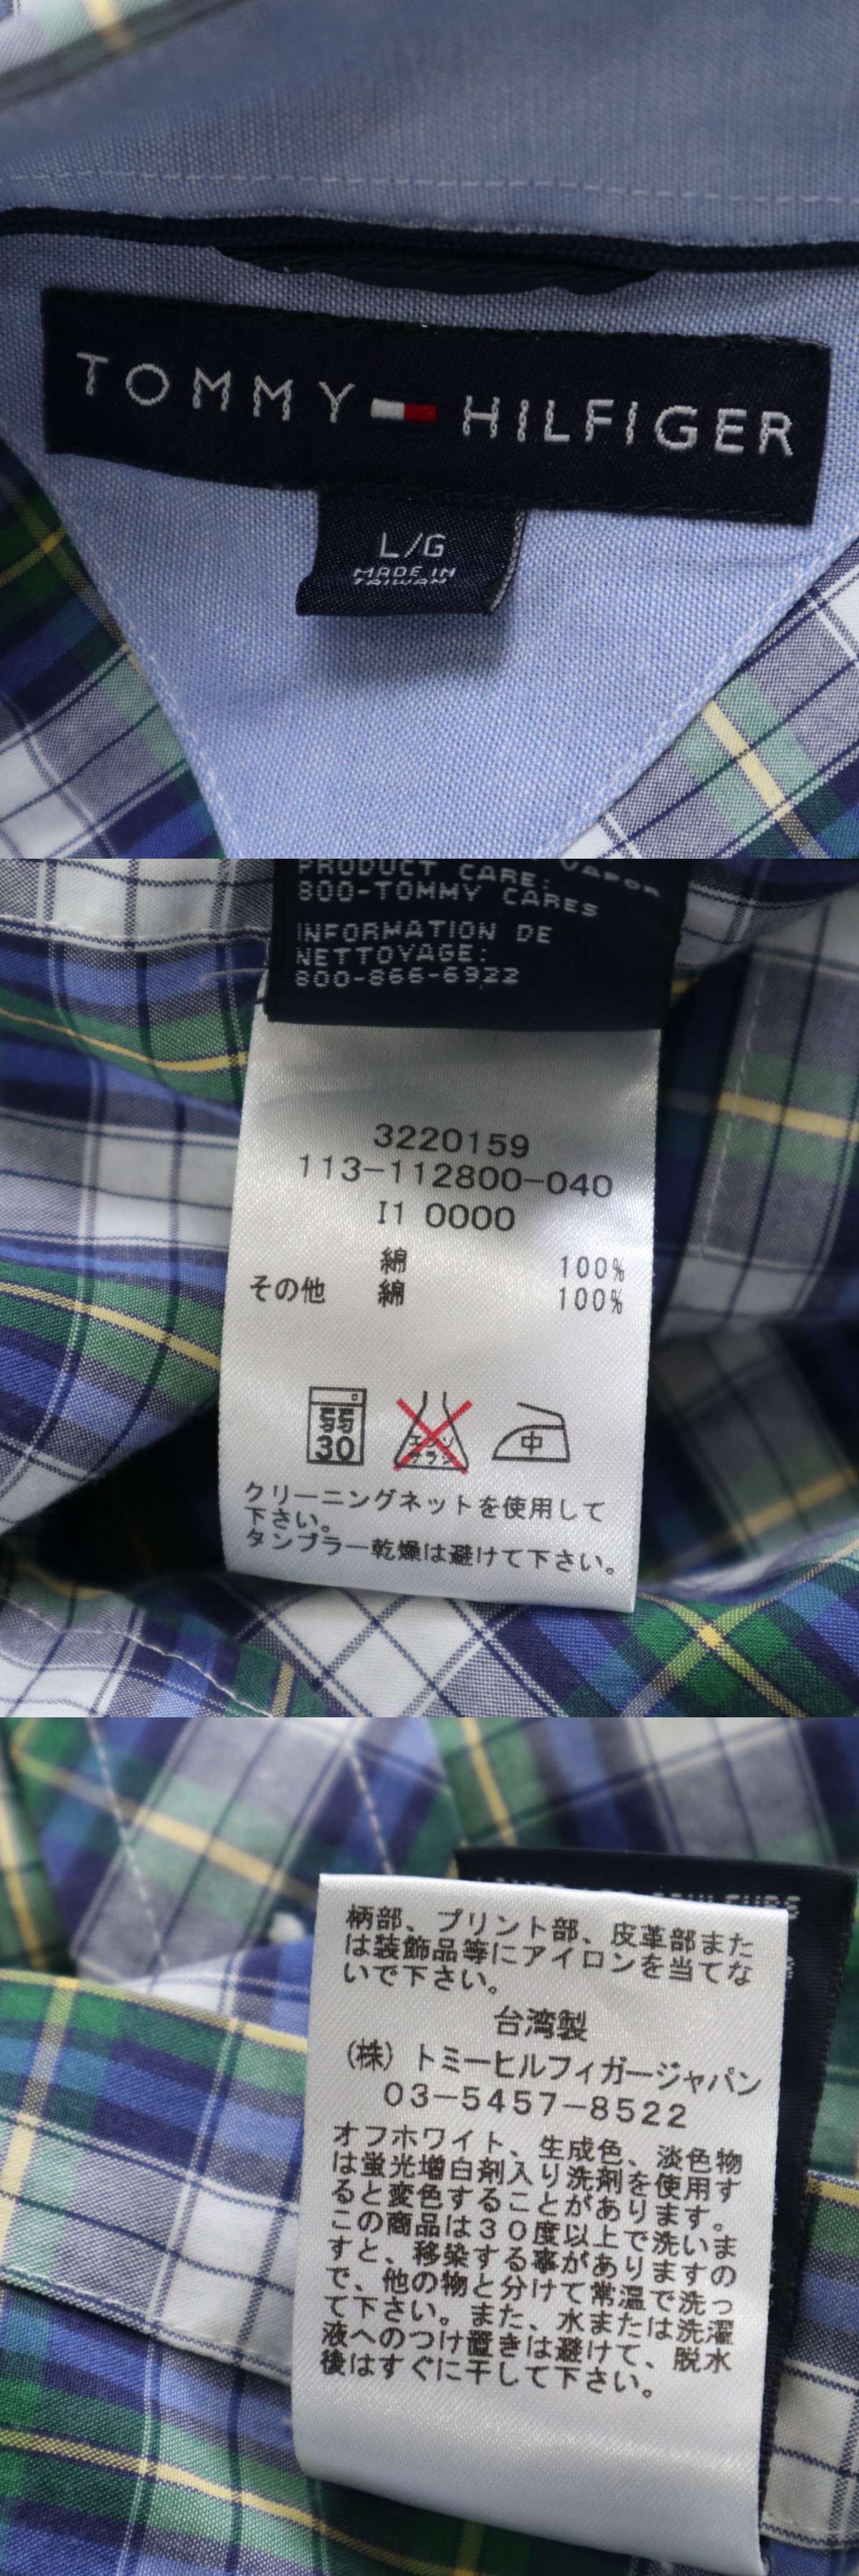 TOMMY HILFIGER
L/G
MADE IN
TAIWAN
PRODUCT CARE: VAPOR
800-TOMMY CARES
INFORMATION DE
NETTOYAGE:
800-866-6922
3220159
113-112800-040
I1 0000
綿 100%
その他 綿 100%
弱
30
エンソ
サラシ
中
クリーニングネットを使用して
下さい。
タンブラー乾燥は避けて下さい。
柄部、プリント部、皮革部また
は装飾品等にアイロンを当てな
いで下さい。
台湾製
(株)トミーヒルフィガージャパン
03-5457-8522
オフホワイト、生成色、淡色物
は蛍光増白剤入り洗剤を使用す
ると変色することがあります。
この商品は30度以上で洗いま
すと、移染する事がありますの
で、他の物と分けて常温で洗っ
て下さい。また、水または洗濯
液へのつけ置きは避けて、脱水
後はすぐに干して下さい。